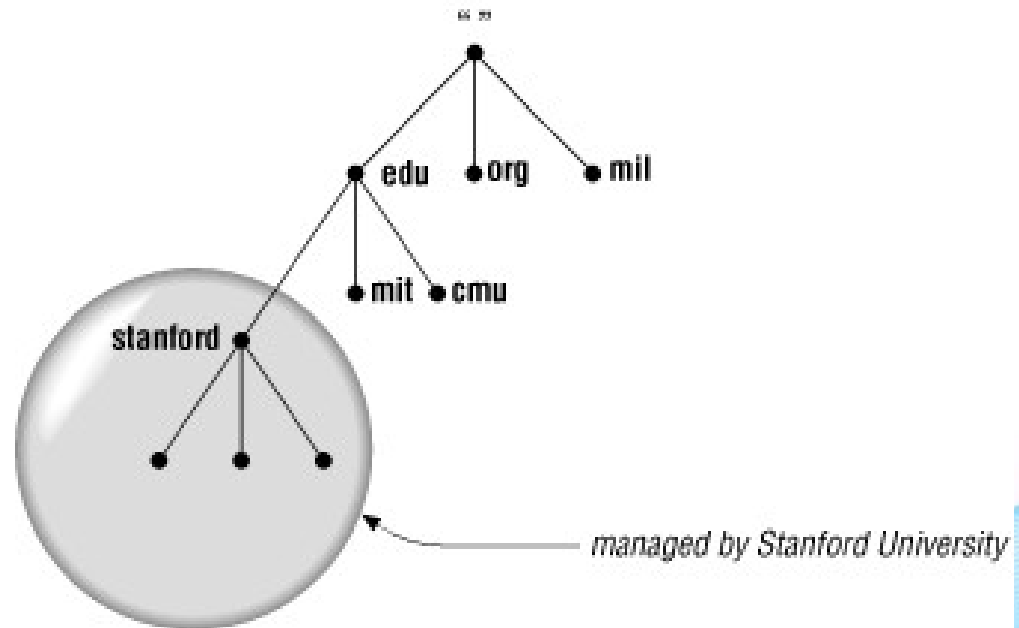 “ ”
edu org mil
mit cmu
stanford
managed by Stanford University